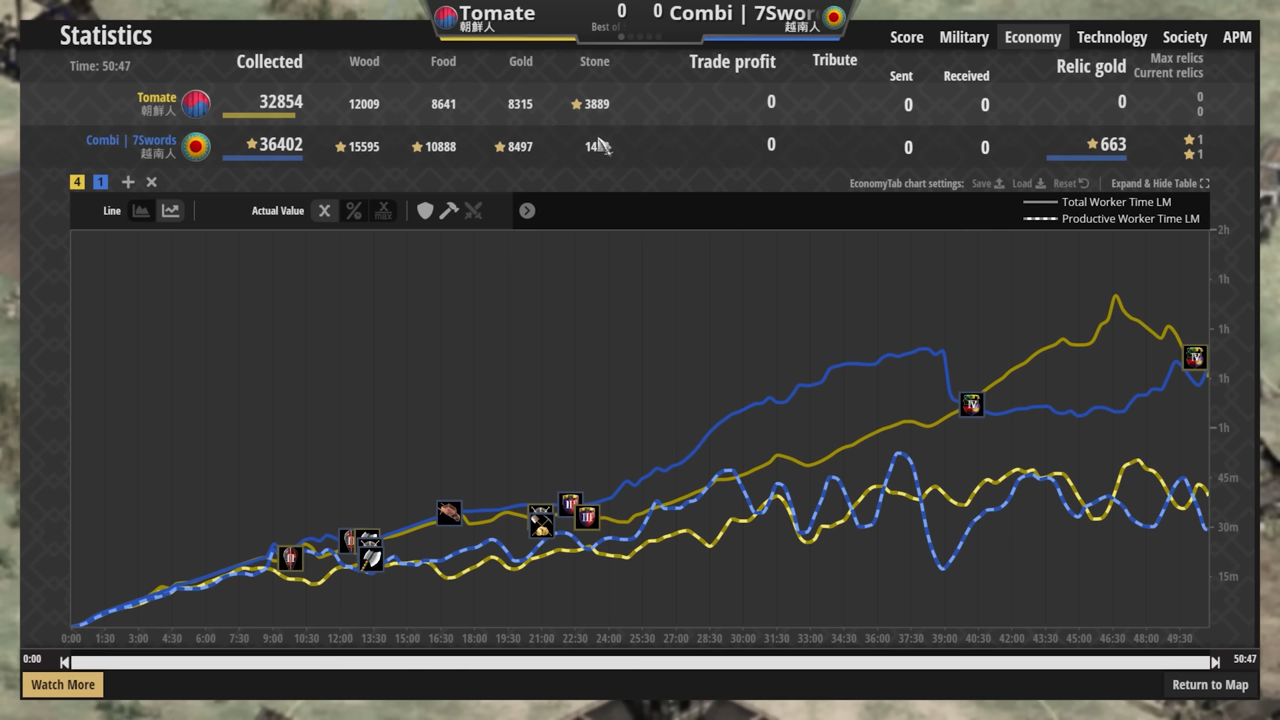 Tomate 0 0 Combi | 7Swor
朝鮮人 Best of 越南人
Statistics
Score Military Economy Technology Society APM
Time: 50:47
Collected Wood Food Gold Stone Trade profit Tribute Sent Received Relic gold Max relics
Current relics
Tomate 32854 12009 8641 8315 3889 0 0 0 0 0
朝鮮人 0
Combi | 7Swords 36402 15595 10888 8497 0 0 0 663 1
越南人 1
4 1 EconomyTab chart settings: Save Load Reset Expand & Hide Table
Line Actual Value X % X max
Total Worker Time LM
Productive Worker Time LM
2h
1h
1h
1h
1h
45m
30m
15m
II
III
III
IV
IV
0:00 1:30 3:00 4:30 6:00 7:30 9:00 10:30 12:00 13:30 15:00 16:30 18:00 19:30 21:00 22:30 24:00 25:30 27:00 28:30 30:00 31:30 33:00 34:30 36:00 37:30 39:00 40:30 42:00 43:30 45:00 46:30 48:00 49:30
0:00 50:47
Watch More Return to Map